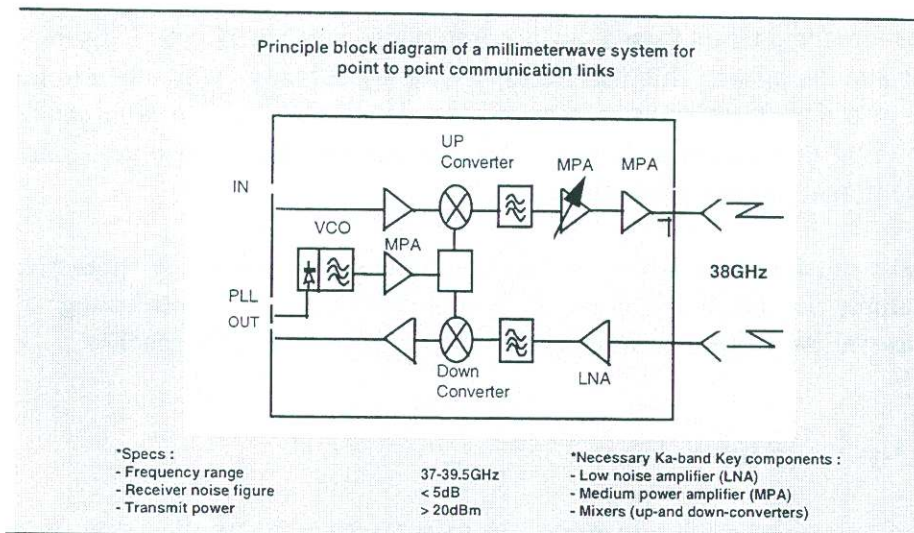 Principle block diagram of a millimeterwave system for
point to point communication links
UP
Converter
MPA
MPA
IN
VCO
MPA
38GHz
PLL
OUT
Down
Converter
LNA
*Specs :
- Frequency range 37-39.5GHz
- Receiver noise figure < 5dB
- Transmit power > 20dBm
*Necessary Ka-band Key components :
- Low noise amplifier (LNA)
- Medium power amplifier (MPA)
- Mixers (up-and down-converters)